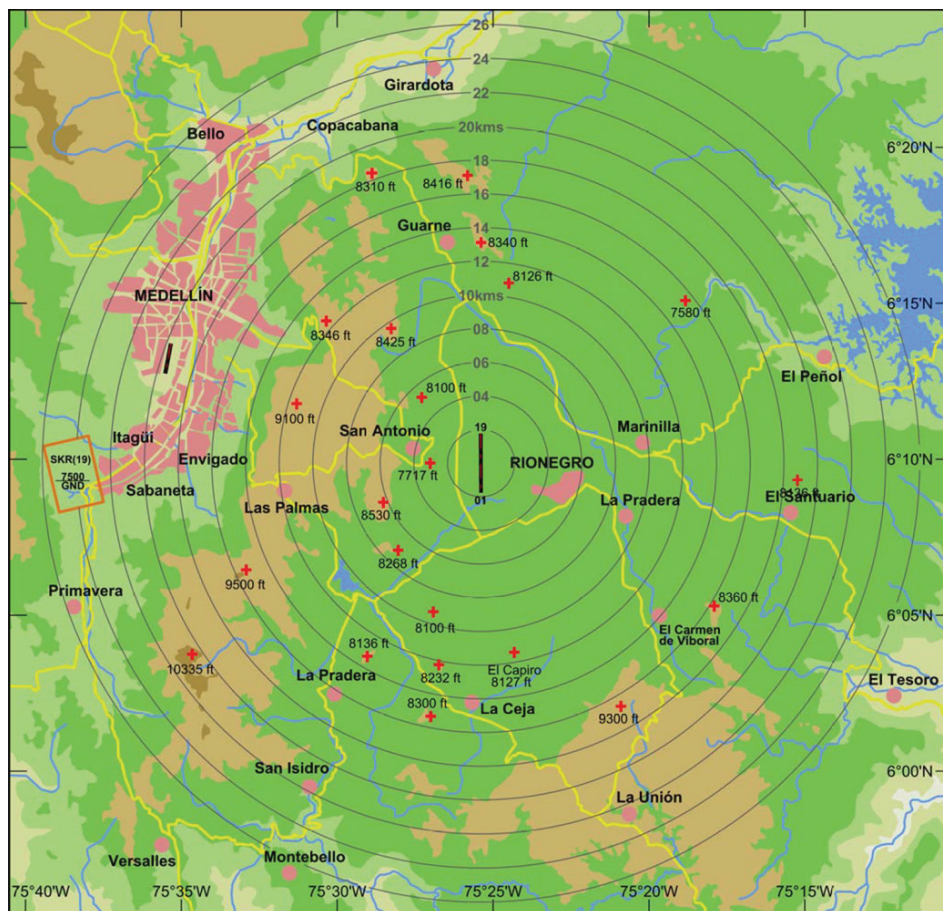 26
24
Girardota
22
Copacabana
20kms
Bello
6°20'N
18
8310 ft
8416 ft
16
Guarne
14
8340 ft
12
8126 ft
MEDELLÍN
10kms
7580 ft
6°15'N
8346 ft
08
8425 ft
06
El Peñol
8100 ft
04
9100 ft
Marinilla
San Antonio
19
Itagüí
SKR(19)
7500
GND
Envigado
7717 ft
RIONEGRO
6°10'N
Sabaneta
01
8136 ft
El Santuario
Las Palmas
8530 ft
La Pradera
8268 ft
9500 ft
Primavera
8360 ft
8100 ft
6°05'N
El Carmen
de Viboral
8136 ft
10335 ft
La Pradera
8232 ft
El Capiro
8127 ft
El Tesoro
8300 ft
La Ceja
9300 ft
San Isidro
6°00'N
La Unión
Versalles
Montebello
75°40'W
75°35'W
75°30'W
75°25'W
75°20'W
75°15'W